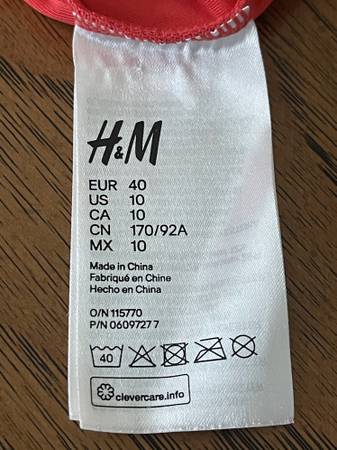 H&M
EUR 40
US 10
CA 10
CN 170/92A
MX 10
Made in China
Fabriqué en Chine
Hecho en China
O/N 115770
P/N 0609727 7
40
clevercare.info